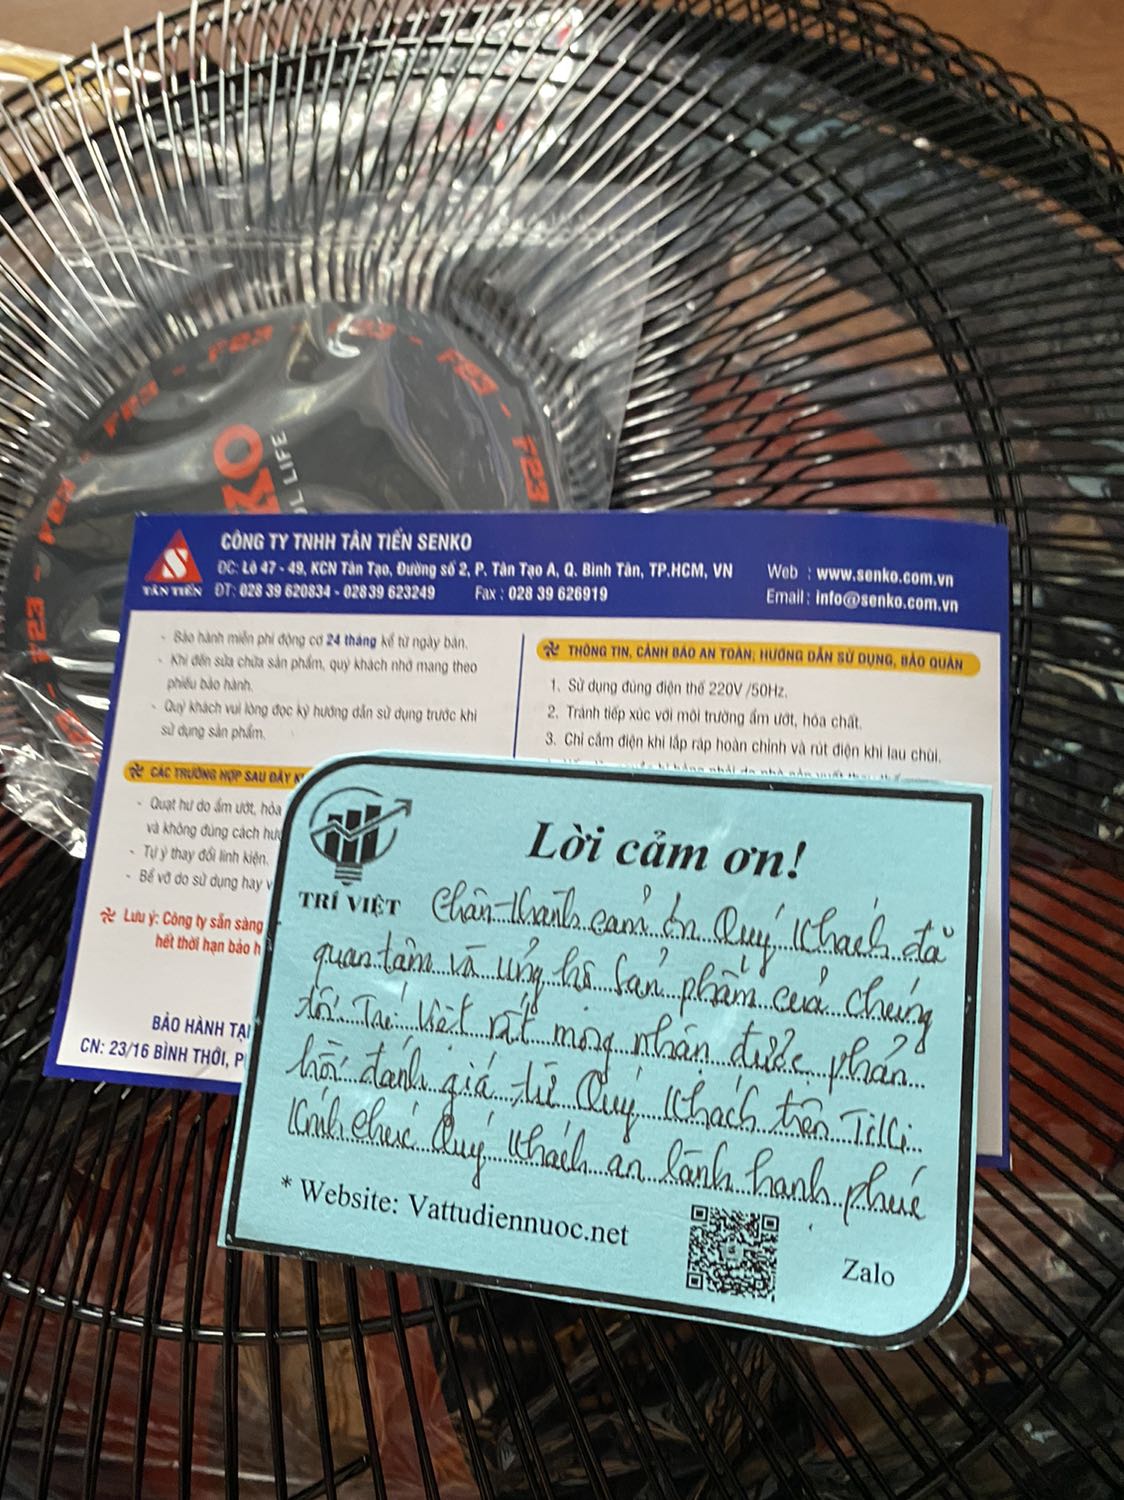 F23 - F23 - F23 - F23
KO
UL LIFE
CÔNG TY TNHH TÂN TIẾN SENKO
ĐC: Lô 47 - 49, KCN Tân Tạo, Đường số 2, P. Tân Tạo A, Q. Bình Tân, TP.HCM, VN
ĐT: 028 39 620834 - 02839 623249 Fax : 028 39 626919
Web : www.senko.com.vn
Email : info@senko.com.vn
S
TÂN TIẾN
- Bảo hành miễn phí động cơ 24 tháng kể từ ngày bán.
- Khi đến sửa chữa sản phẩm, quý khách nhớ mang theo
phiếu bảo hành.
- Quý khách vui lòng đọc kỹ hướng dẫn sử dụng trước khi
sử dụng sản phẩm.
CÁC TRƯỜNG HỢP SAU ĐÂY K
- Quạt hư do ẩm ướt, hóa
và không đúng cách hướ
- Tự ý thay đổi linh kiện.
- Bể vỡ do sử dụng hay v
Lưu ý: Công ty sẵn sàng
hết thời hạn bảo h
BẢO HÀNH TẠI
CN: 23/16 BÌNH THỚI, P
THÔNG TIN, CẢNH BÁO AN TOÀN; HƯỚNG DẪN SỬ DỤNG, BẢO QUẢN
1. Sử dụng đúng điện thế 220V /50Hz.
2. Tránh tiếp xúc với môi trường ẩm ướt, hóa chất.
3. Chỉ cắm điện khi lắp ráp hoàn chỉnh và rút điện khi lau chùi.
TRÍ VIỆT
Lời cảm ơn!
Chân thành cảm ơn Quý khách đã
quan tâm và ủng hộ sản phẩm của chúng
tôi. Trí Việt rất mong nhận được phản
hồi đánh giá từ Quý khách trên Tiki.
Kính chúc Quý khách an lành hạnh phúc
* Website: Vattudiennuoc.net
Zalo